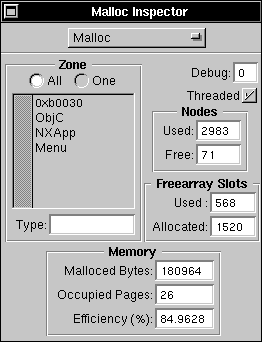 Malloc Inspector
Malloc
Zone
All One
0xb0030
ObjC
NXApp
Menu
Type:
Debug: 0
Threaded
Nodes
Used: 2983
Free: 71
Freearray Slots
Used : 568
Allocated: 1520
Memory
Malloced Bytes: 180964
Occupied Pages: 26
Efficiency (%): 84.9628